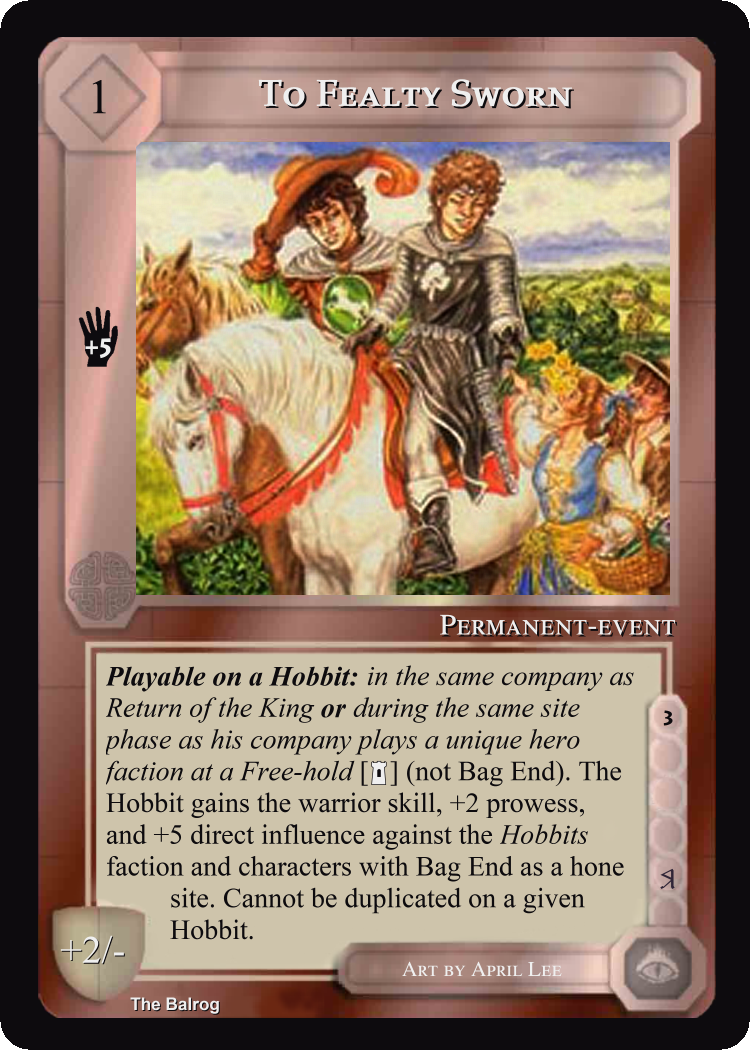 1
To Fealty Sworn
+5
Permanent-event
Playable on a Hobbit: in the same company as
Return of the King or during the same site
phase as his company plays a unique hero
faction at a Free-hold [ ] (not Bag End). The
Hobbit gains the warrior skill, +2 prowess,
and +5 direct influence against the Hobbits
faction and characters with Bag End as a hone
site. Cannot be duplicated on a given
Hobbit.
3
+2/-
Art by April Lee
The Balrog